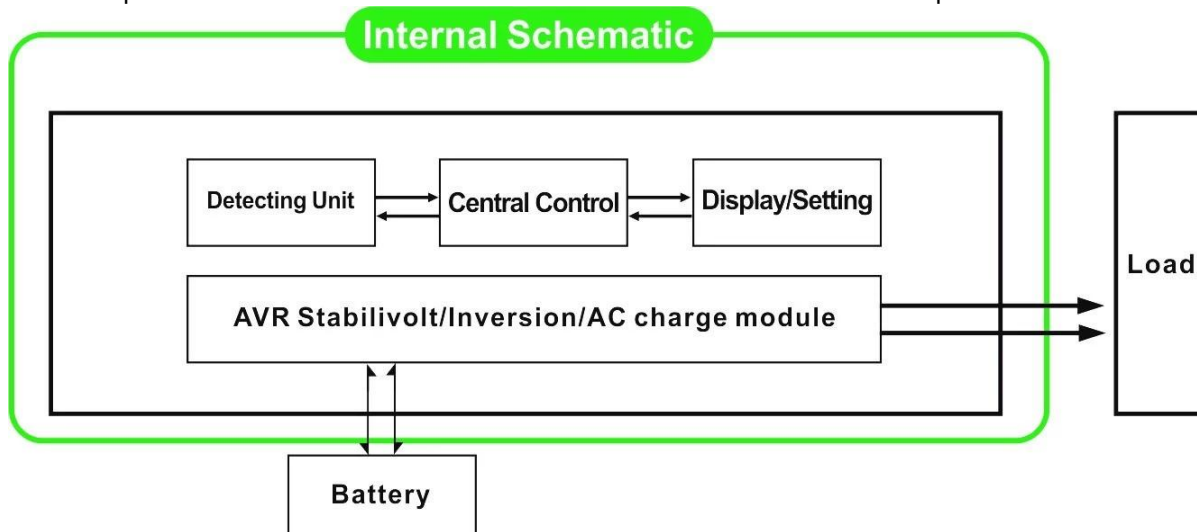 Internal Schematic
Detecting Unit
Central Control
Display/Setting
AVR Stabilivolt/Inversion/AC charge module
Load
Battery